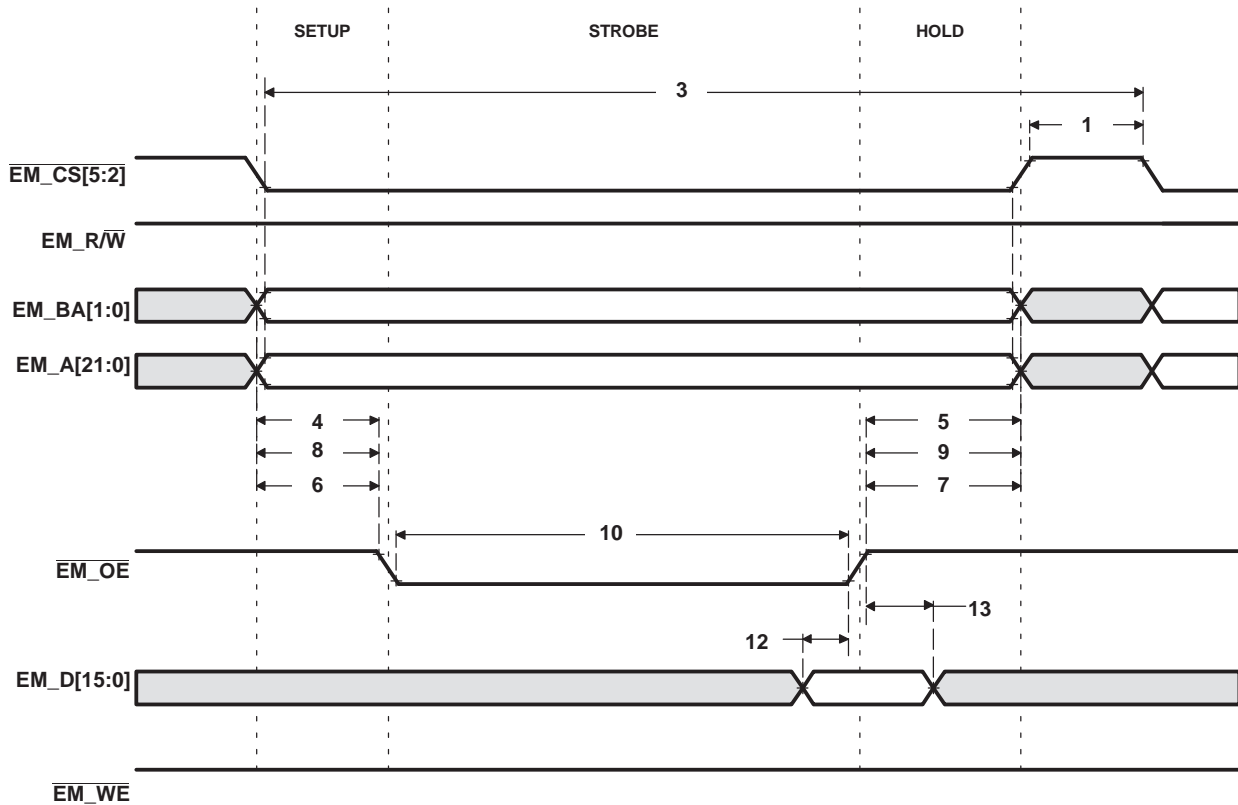 SETUP STROBE HOLD
3
1
EM_CS[5:2]
EM_R/W
EM_BA[1:0]
EM_A[21:0]
4 5
8 9
6 7
10
EM_OE
13
12
EM_D[15:0]
EM_WE